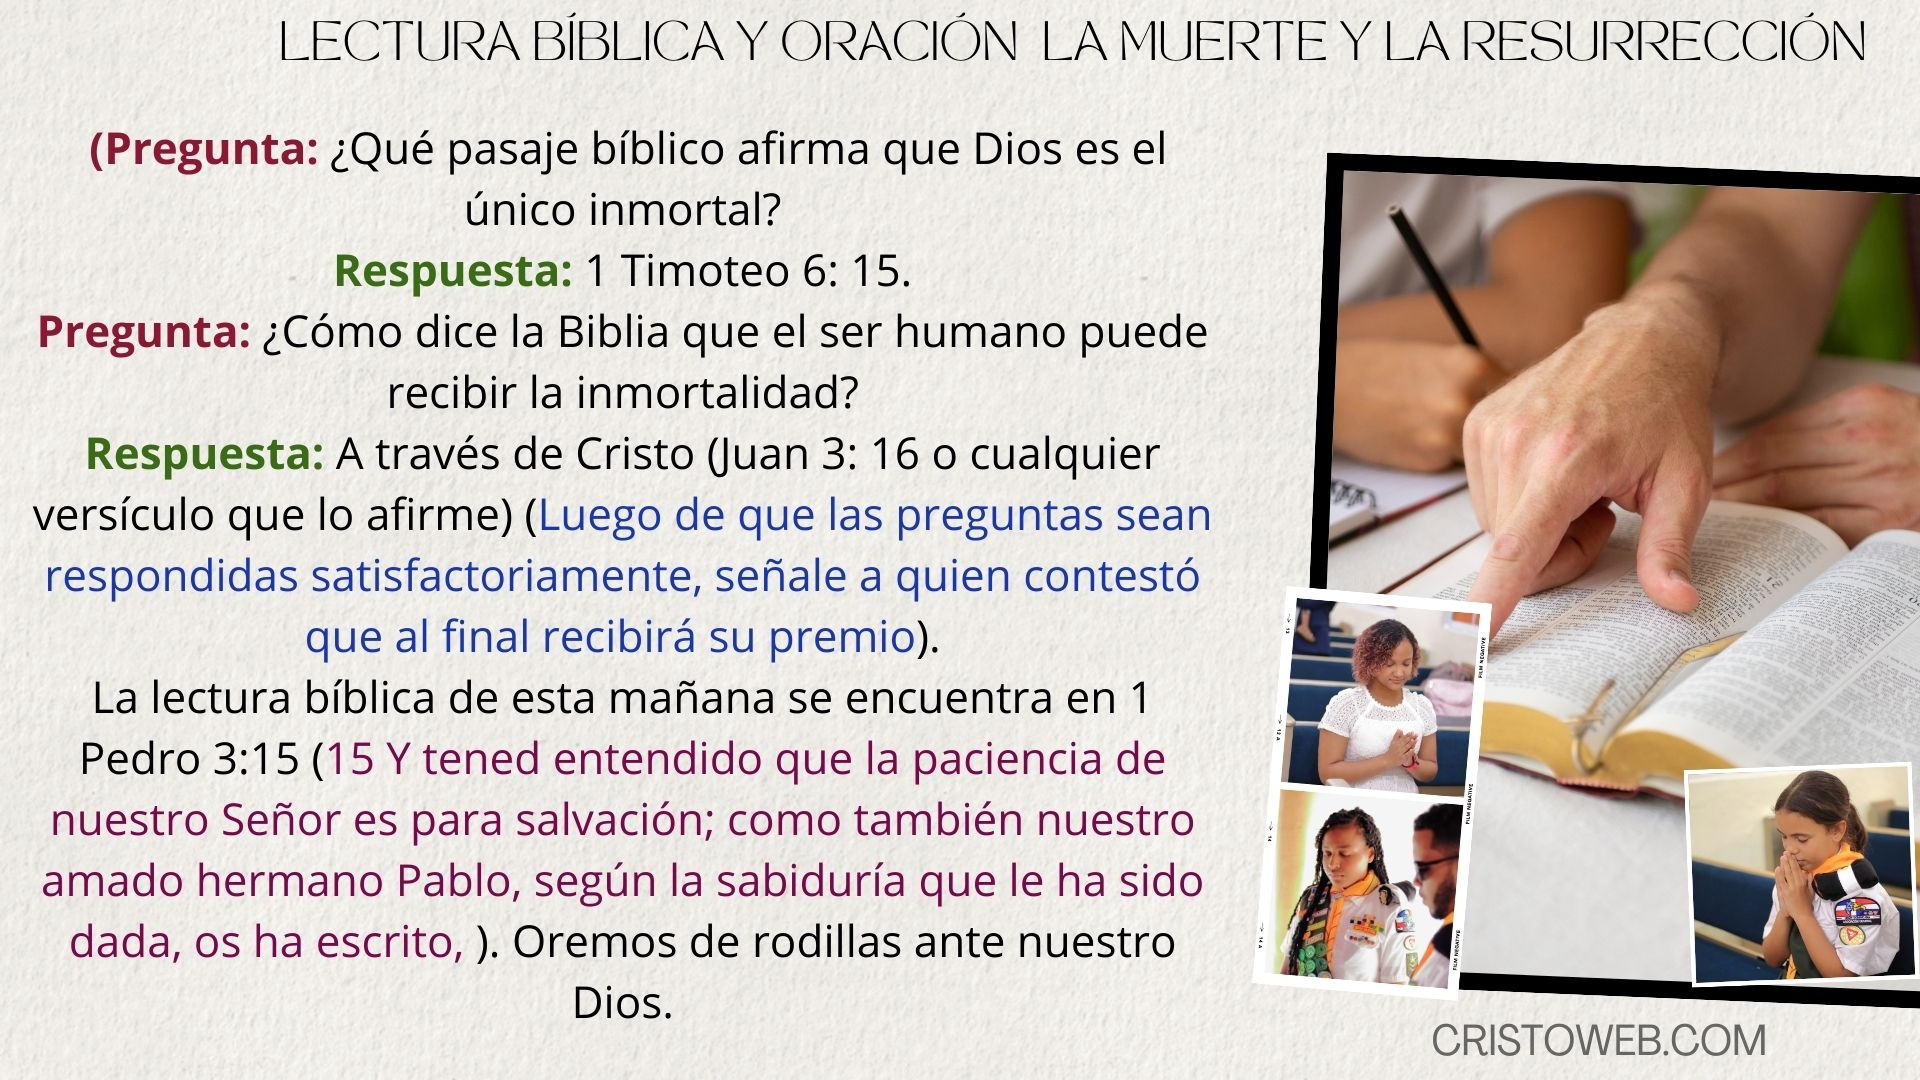 LECTURA BÍBLICA Y ORACIÓN LA MUERTE Y LA RESURRECCIÓN
(Pregunta: ¿Qué pasaje bíblico afirma que Dios es el
único inmortal?
Respuesta: 1 Timoteo 6: 15.
Pregunta: ¿Cómo dice la Biblia que el ser humano puede
recibir la inmortalidad?
Respuesta: A través de Cristo (Juan 3: 16 o cualquier
versículo que lo afirme) (Luego de que las preguntas sean
respondidas satisfactoriamente, señale a quien contestó
que al final recibirá su premio).
La lectura bíblica de esta mañana se encuentra en 1
Pedro 3:15 (15 Y tened entendido que la paciencia de
nuestro Señor es para salvación; como también nuestro
amado hermano Pablo, según la sabiduría que le ha sido
dada, os ha escrito, ). Oremos de rodillas ante nuestro
Dios.
FILM NEGATIVE
FILM NEGATIVE
FILM NEGATIVE
CRISTOWEB.COM